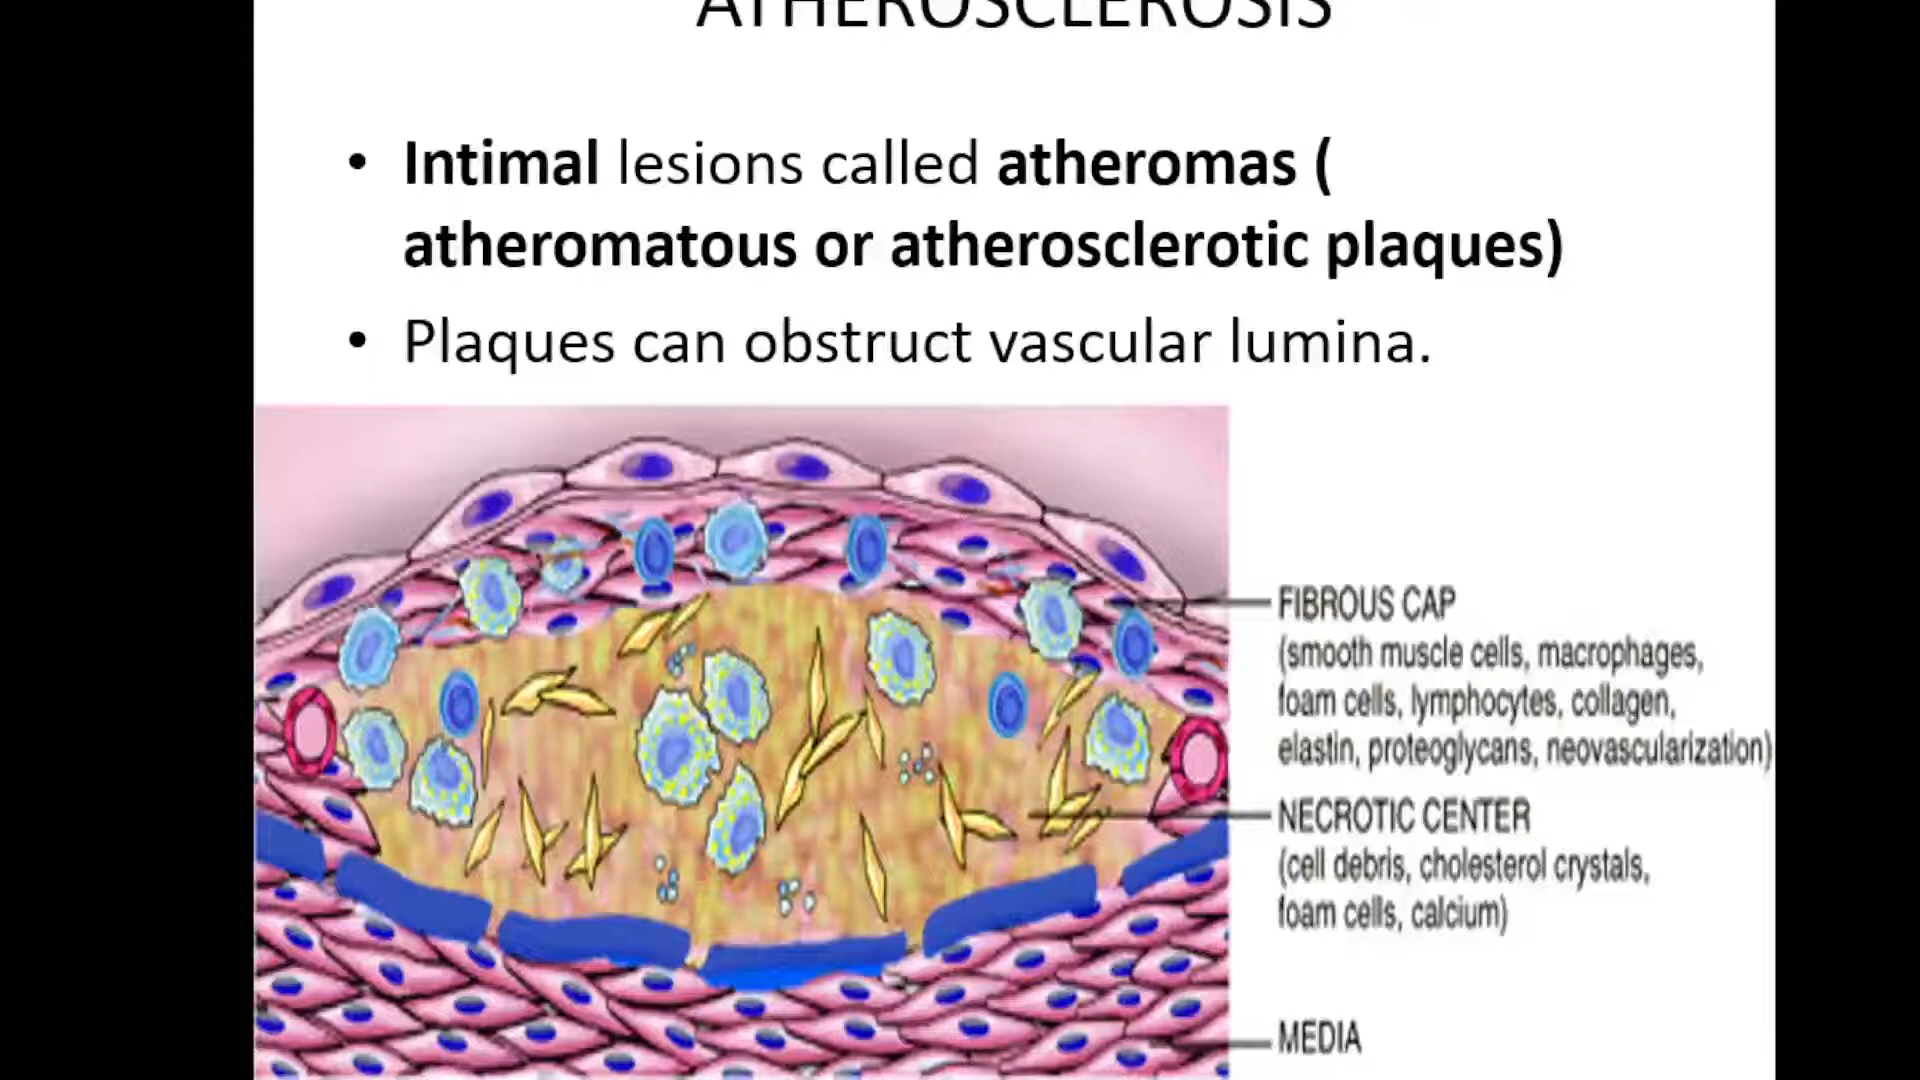 ATHEROSCLEROSIS
• Intimal lesions called atheromas (
atheromatous or atherosclerotic plaques)
• Plaques can obstruct vascular lumina.
FIBROUS CAP
(smooth muscle cells, macrophages,
foam cells, lymphocytes, collagen,
elastin, proteoglycans, neovascularization)
NECROTIC CENTER
(cell debris, cholesterol crystals,
foam cells, calcium)
MEDIA